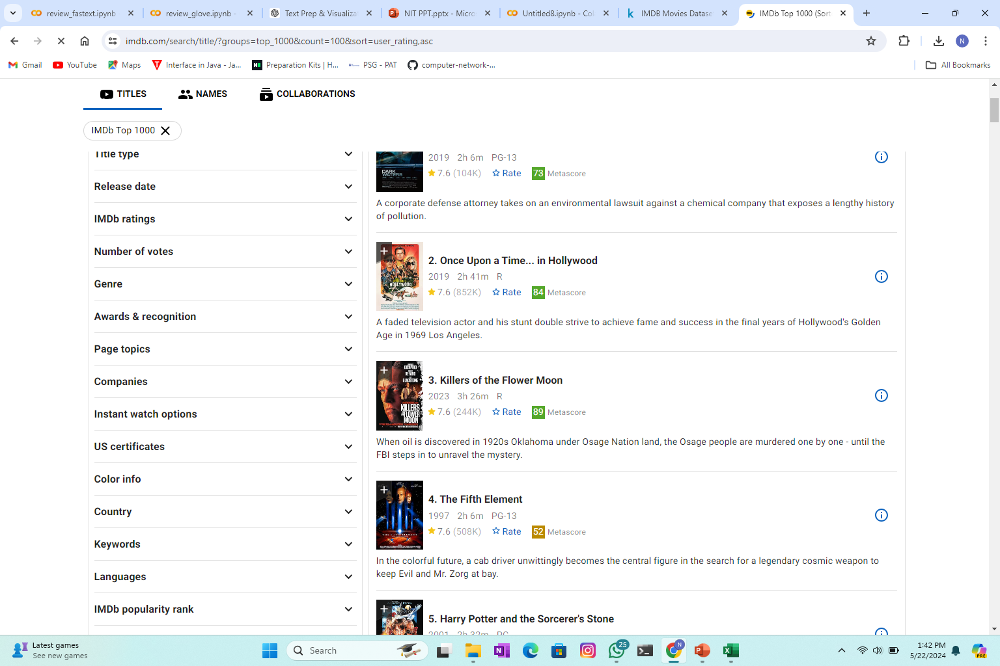 review_fastext.ipynb -
review_glove.ipynb -
Text Prep & Visualiza
NIT PPT.pptx - Micros
Untitled8.ipynb - Col
IMDB Movies Dataset
IMDb Top 1000 (Sort
imdb.com/search/title/?groups=top_1000&count=100&sort=user_rating,asc
N
Gmail
YouTube
Maps
Interface in Java - Ja...
Preparation Kits | H...
PSG - PAT
computer-network-...
All Bookmarks
TITLES
NAMES
COLLABORATIONS
IMDb Top 1000
Title type
Release date
IMDb ratings
Number of votes
Genre
Awards & recognition
Page topics
Companies
Instant watch options
US certificates
Color info
Country
Keywords
Languages
IMDb popularity rank
DARK
WATERS
2019 2h 6m PG-13
7.6 (104K) Rate 73 Metascore
A corporate defense attorney takes on an environmental lawsuit against a chemical company that exposes a lengthy history
of pollution.
HOLLYWOOD
2. Once Upon a Time... in Hollywood
2019 2h 41m R
7.6 (852K) Rate 84 Metascore
A faded television actor and his stunt double strive to achieve fame and success in the final years of Hollywood's Golden
Age in 1969 Los Angeles.
DICAPRIO
DE NIRO
GLADSTONE
KILLERS
OF THE
FLOWER
MOON
3. Killers of the Flower Moon
2023 3h 26m R
7.6 (244K) Rate 89 Metascore
When oil is discovered in 1920s Oklahoma under Osage Nation land, the Osage people are murdered one by one - until the
FBI steps in to unravel the mystery.
THE FIFTH ELEMENT
4. The Fifth Element
1997 2h 6m PG-13
7.6 (508K) Rate 52 Metascore
In the colorful future, a cab driver unwittingly becomes the central figure in the search for a legendary cosmic weapon to
keep Evil and Mr. Zorg at bay.
5. Harry Potter and the Sorcerer's Stone
2001 2h 32m PG
Latest games
See new games
Search
25
N
PRE
1:42 PM
5/22/2024